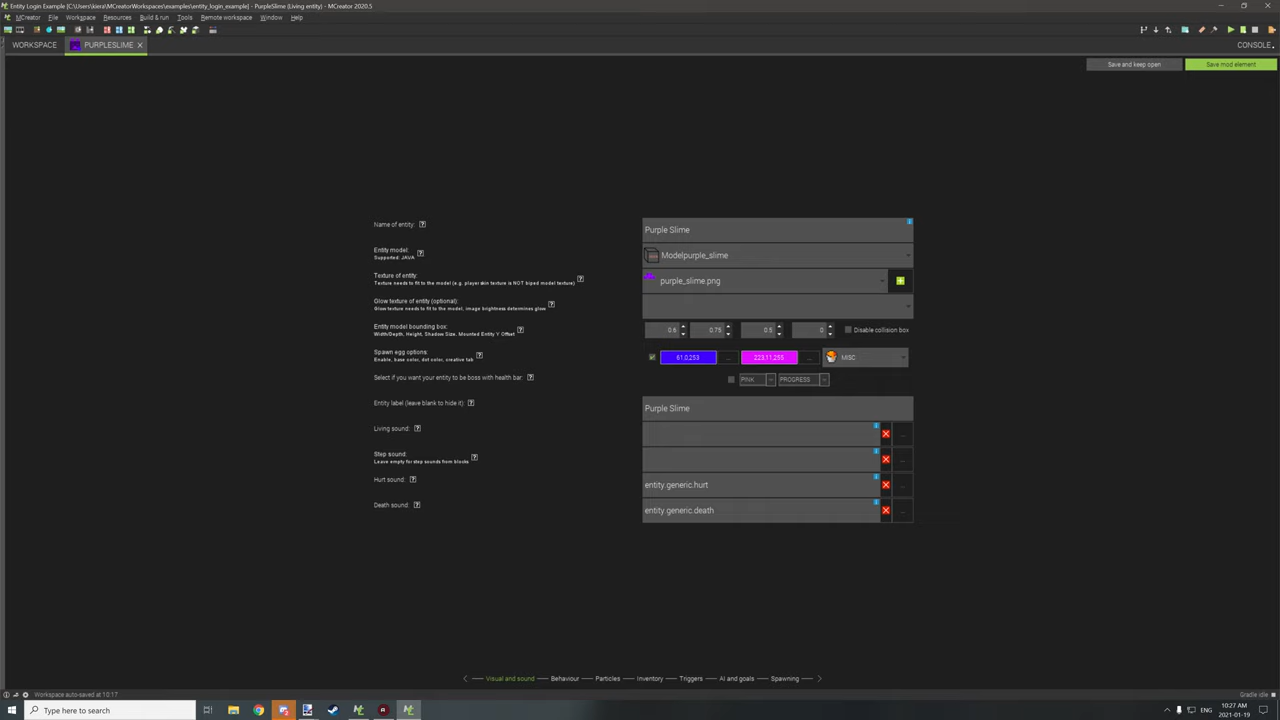 Entity Login Example [C:\Users\kiera\MCreatorWorkspaces\examples\entity_login_example] - PurpleSlime (Living entity) - MCreator 2020.5
MCreator File Workspace Resources Build & run Tools Remote workspace Window Help
WORKSPACE PURPLESLIME CONSOLE
Save and keep open Save mod element
Name of entity: Purple Slime
Entity model: Modelpurple_slime
Supported: JAVA
Texture of entity: purple_slime.png
Texture needs to fit to the model (e.g. player skin texture is NOT biped model texture)
Glow texture of entity (optional):
Glow texture needs to fit to the model, image brightness determines glow
Entity model bounding box: 0.6 0.75 0.5 0 Disable collision box
Width/Depth, Height, Shadow Size, Mounted Entity Y Offset
Spawn egg options: 61.0.253 ... 223.11.255 ... MISC
Enable, base color, dot color, creative tab
Select if you want your entity to be boss with health bar: PINK PROGRESS
Entity label (leave blank to hide it): Purple Slime
Living sound: ...
Step sound: ...
Leave empty for step sounds from blocks
Hurt sound: entity.generic.hurt ...
Death sound: entity.generic.death ...
Visual and sound Behaviour Particles Inventory Triggers AI and goals Spawning
Workspace auto-saved at 10:17 Gradle idle
Type here to search ENG 10:27 AM
2021-01-19